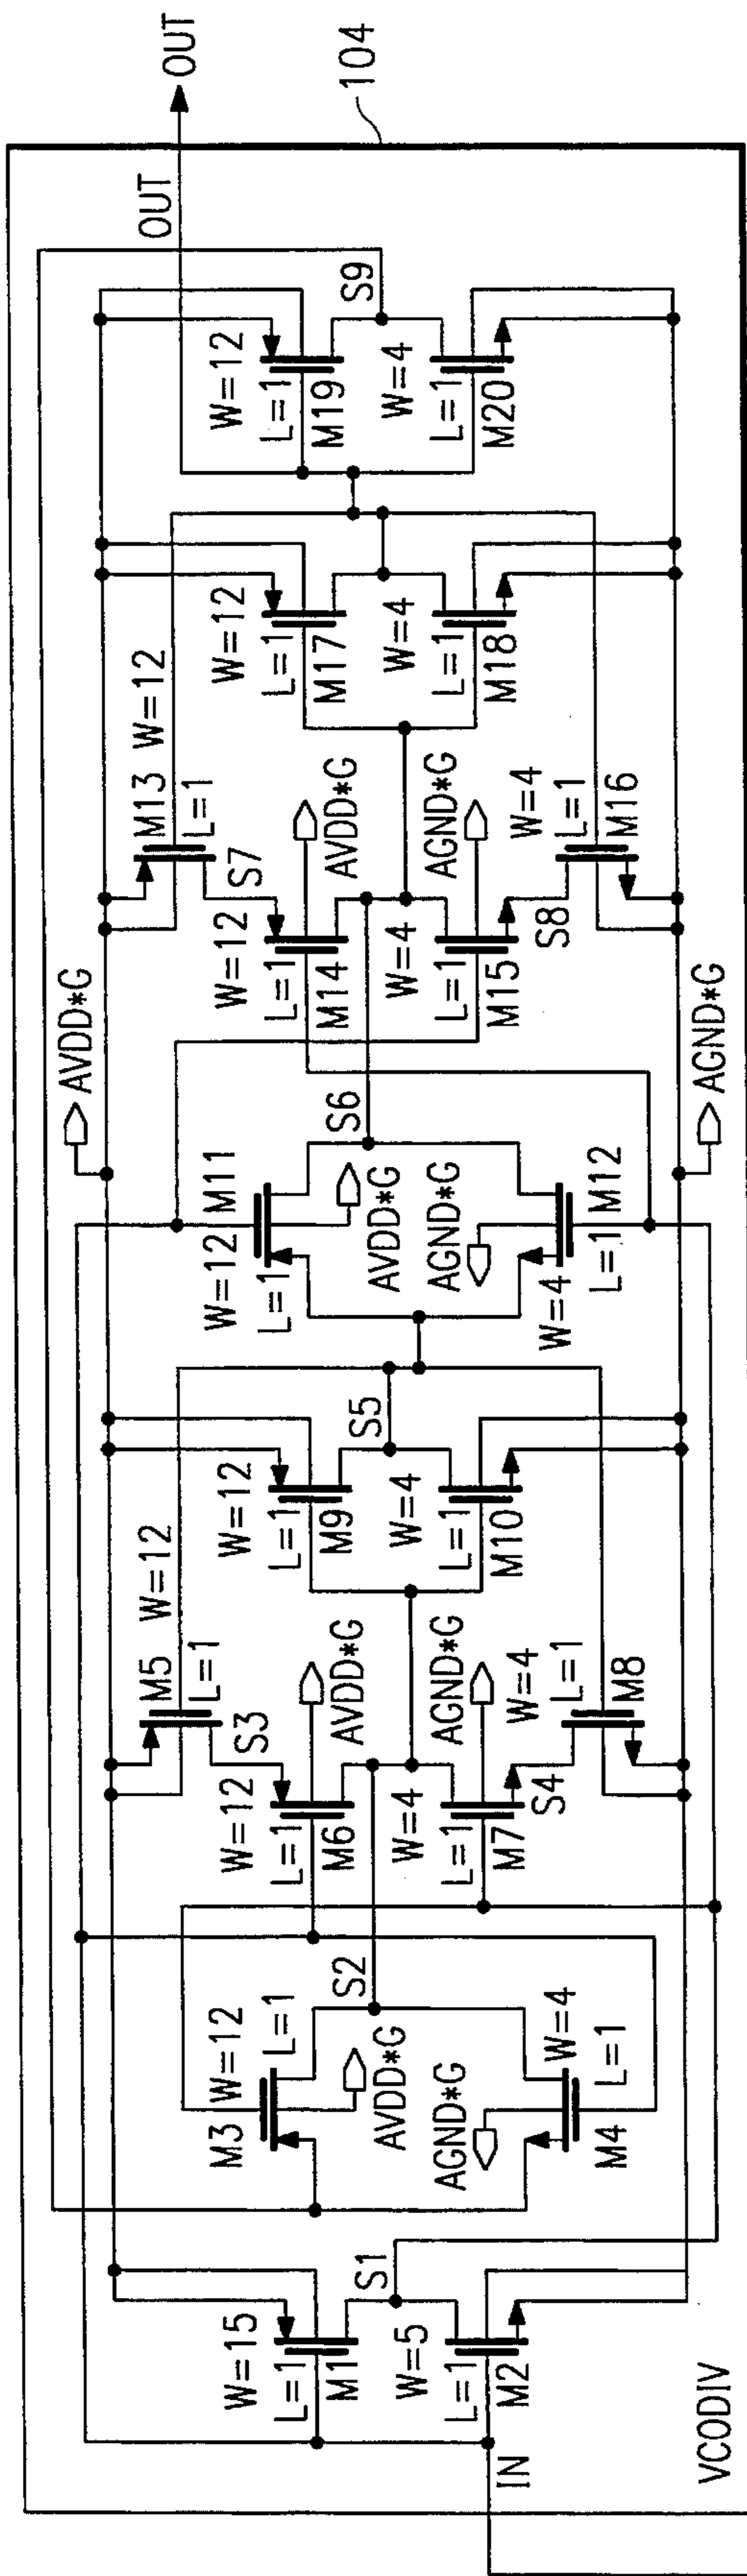 OUT
OUT
104
AVDD*G
AGND*G
VCODIV
IN
W=15
L=1
M1
S1
W=5
L=1
M2
M3
W=12
L=1
AVDD*G
S2
AGND*G
W=4
L=1
M4
M5
W=12
L=1
S3
W=12
L=1
M6
AVDD*G
W=4
L=1
M7
AGND*G
S4
W=4
L=1
M8
W=12
L=1
M9
S5
W=4
L=1
M10
W=12
M11
L=1
AVDD*G
S6
AGND*G
W=4
L=1
M12
M13
W=12
L=1
S7
W=12
L=1
M14
AVDD*G
W=4
L=1
M15
AGND*G
S8
W=4
L=1
M16
W=12
L=1
M17
W=4
L=1
M18
W=12
L=1
M19
S9
W=4
L=1
M20